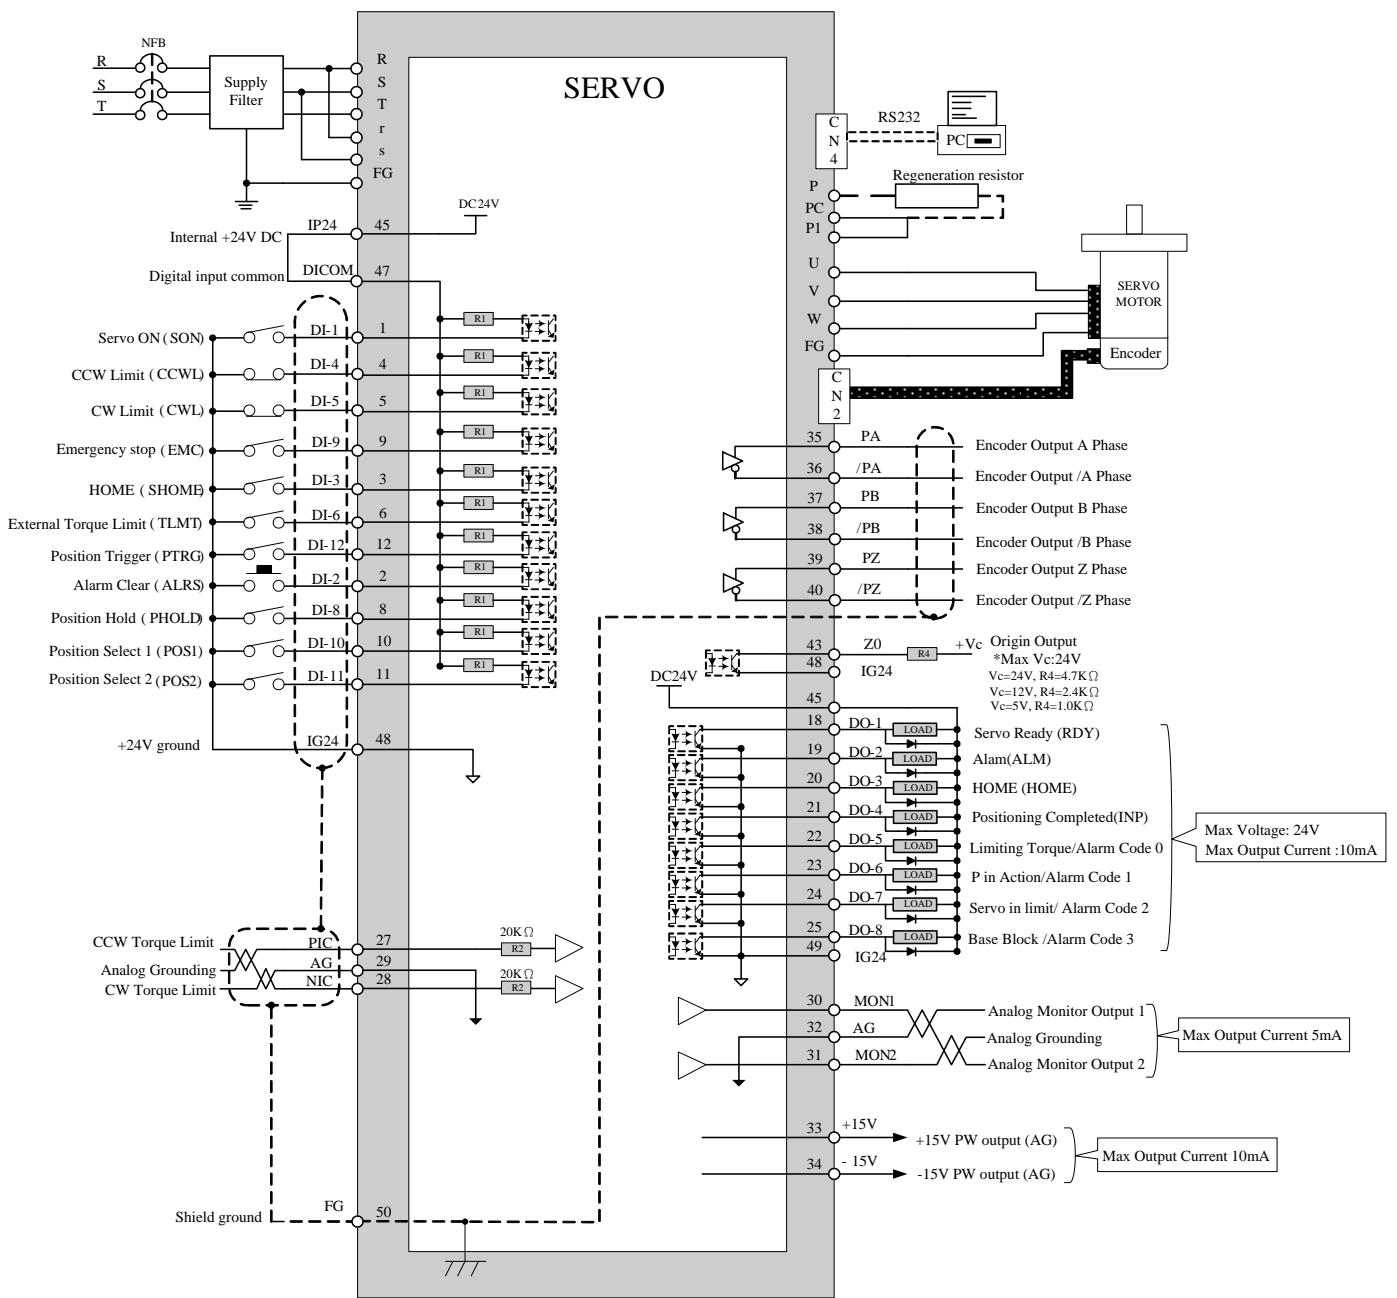 SERVO
NFB
R
S
T
Supply
Filter
R
S
T
r
s
FG
Internal +24V DC
IP24
45
DC24V
Digital input common
DICOM
47
Servo ON (SON)
DI-1
1
R1
CCW Limit (CCWL)
DI-4
4
R1
CW Limit (CWL)
DI-5
5
R1
Emergency stop (EMC)
DI-9
9
R1
HOME (SHOME)
DI-3
3
R1
External Torque Limit (TLMT)
DI-6
6
R1
Position Trigger (PTRG)
DI-12
12
R1
Alarm Clear (ALRS)
DI-2
2
R1
Position Hold (PHOLD)
DI-8
8
R1
Position Select 1 (POS1)
DI-10
10
R1
Position Select 2 (POS2)
DI-11
11
R1
+24V ground
IG24
48
CCW Torque Limit
PIC
27
20KΩ
R2
Analog Grounding
AG
29
CW Torque Limit
NIC
28
20KΩ
R2
Shield ground
FG
50
C
N
4
RS232
PC
Regeneration resistor
P
PC
P1
U
V
W
FG
SERVO
MOTOR
Encoder
C
N
2
35
PA
Encoder Output A Phase
36
/PA
Encoder Output /A Phase
37
PB
Encoder Output B Phase
38
/PB
Encoder Output /B Phase
39
PZ
Encoder Output Z Phase
40
/PZ
Encoder Output /Z Phase
43
Z0
R4
+Vc
Origin Output
*Max Vc:24V
Vc=24V, R4=4.7KΩ
Vc=12V, R4=2.4KΩ
Vc=5V, R4=1.0KΩ
48
IG24
DC24V
45
18
DO-1
LOAD
Servo Ready (RDY)
19
DO-2
LOAD
Alam(ALM)
20
DO-3
LOAD
HOME (HOME)
21
DO-4
LOAD
Positioning Completed(INP)
22
DO-5
LOAD
Limiting Torque/Alarm Code 0
23
DO-6
LOAD
P in Action/Alarm Code 1
24
DO-7
LOAD
Servo in limit/ Alarm Code 2
25
DO-8
LOAD
Base Block /Alarm Code 3
49
IG24
Max Voltage: 24V
Max Output Current :10mA
30
MON1
Analog Monitor Output 1
32
AG
Analog Grounding
31
MON2
Analog Monitor Output 2
Max Output Current 5mA
33
+15V
+15V PW output (AG)
34
- 15V
-15V PW output (AG)
Max Output Current 10mA